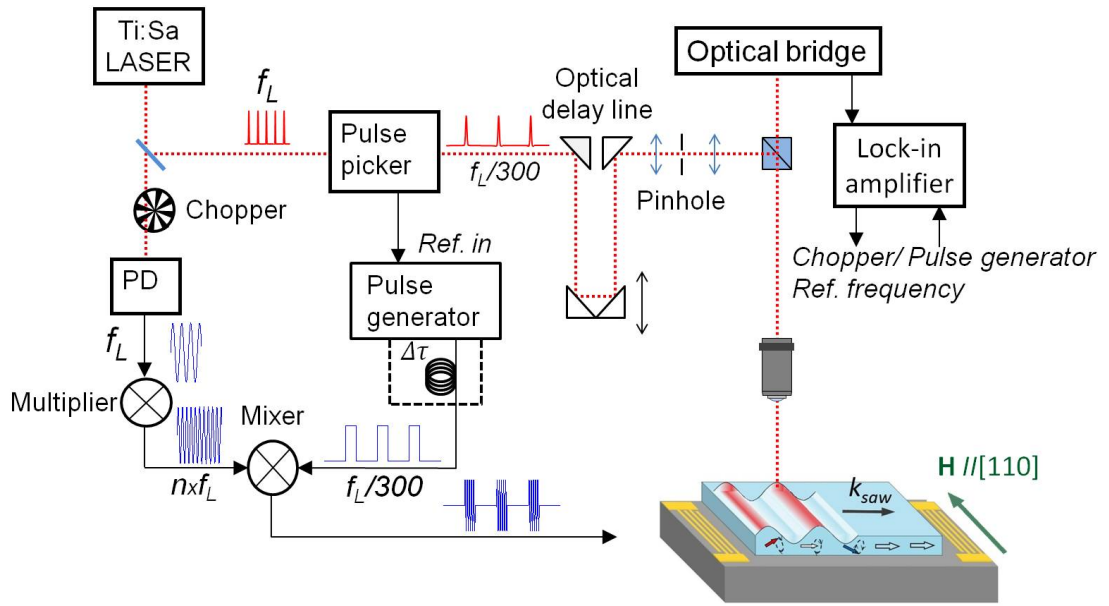 Ti:Sa
LASER
f_L
Pulse
picker
f_L/300
Optical
delay line
Pinhole
Optical bridge
Lock-in
amplifier
Chopper/ Pulse generator
Ref. frequency
Chopper
PD
f_L
Ref. in
Pulse
generator
Δτ
Multiplier
Mixer
nxf_L
f_L/300
H //[110]
k_saw